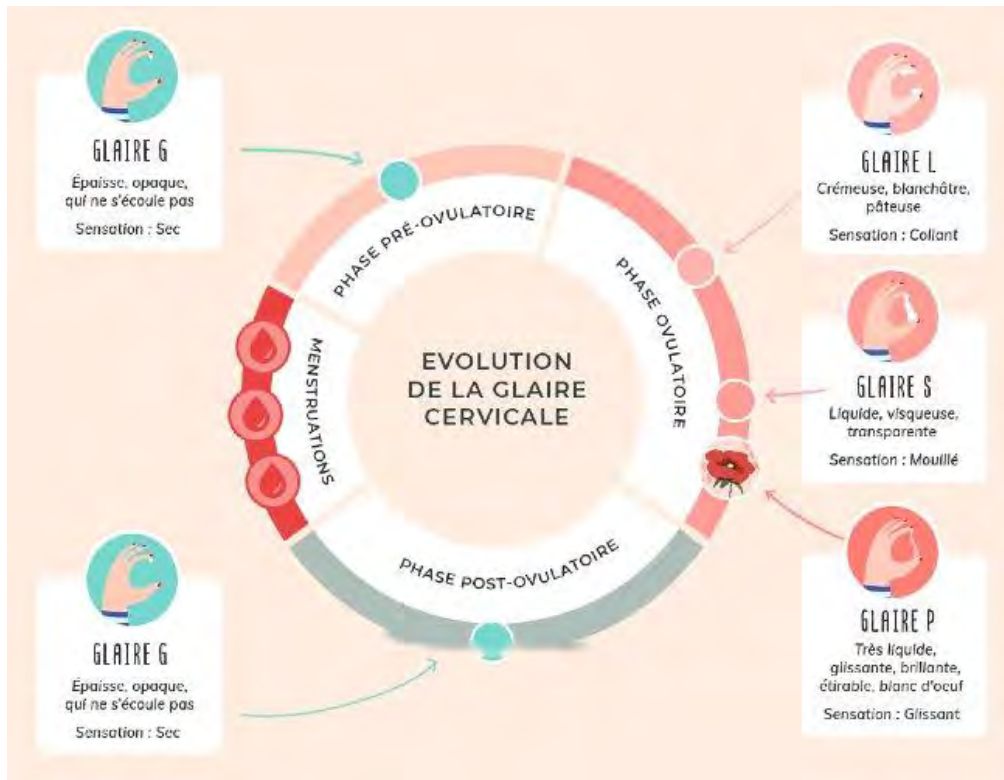 GLAIRE G
Épaisse, opaque,
qui ne s'écoule pas
Sensation : Sec
PHASE PRÉ-OVULATOIRE
GLAIRE L
Crémeuse, blanchâtre,
pâteuse
Sensation : Collant
PHASE OVULATOIRE
GLAIRE S
Liquide, visqueuse,
transparente
Sensation : Mouillé
MENSTRUATIONS
EVOLUTION
DE LA GLAIRE
CERVICALE
PHASE POST-OVULATOIRE
GLAIRE G
Épaisse, opaque,
qui ne s'écoule pas
Sensation : Sec
GLAIRE P
Très liquide,
glissante, brillante,
étirable, blanc d'oeuf
Sensation : Glissant